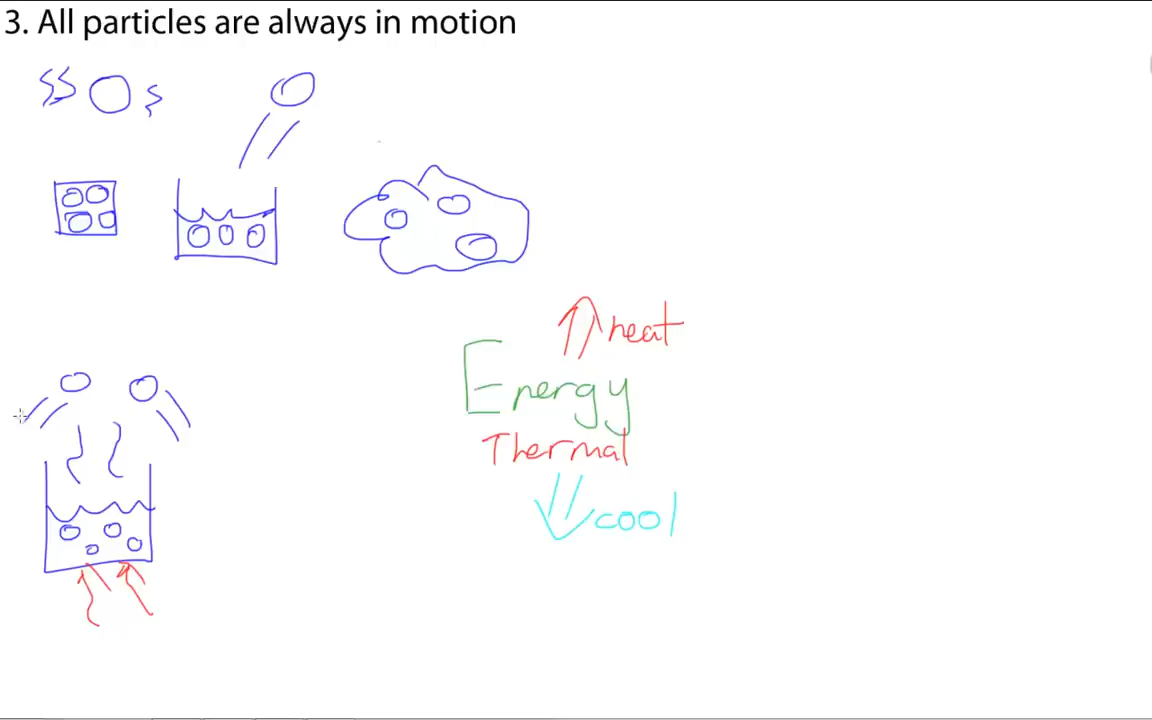 3. All particles are always in motion
heat
Energy
Thermal
cool